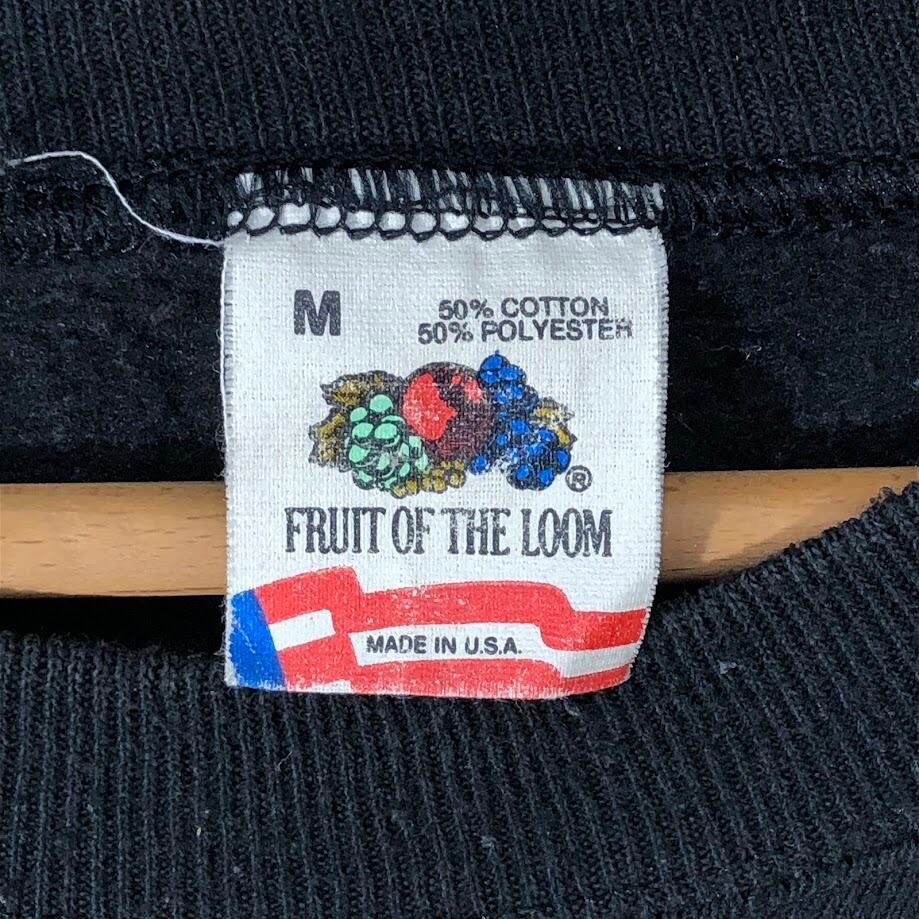 M
50% COTTON
50% POLYESTER
®
FRUIT OF THE LOOM
MADE IN U.S.A.